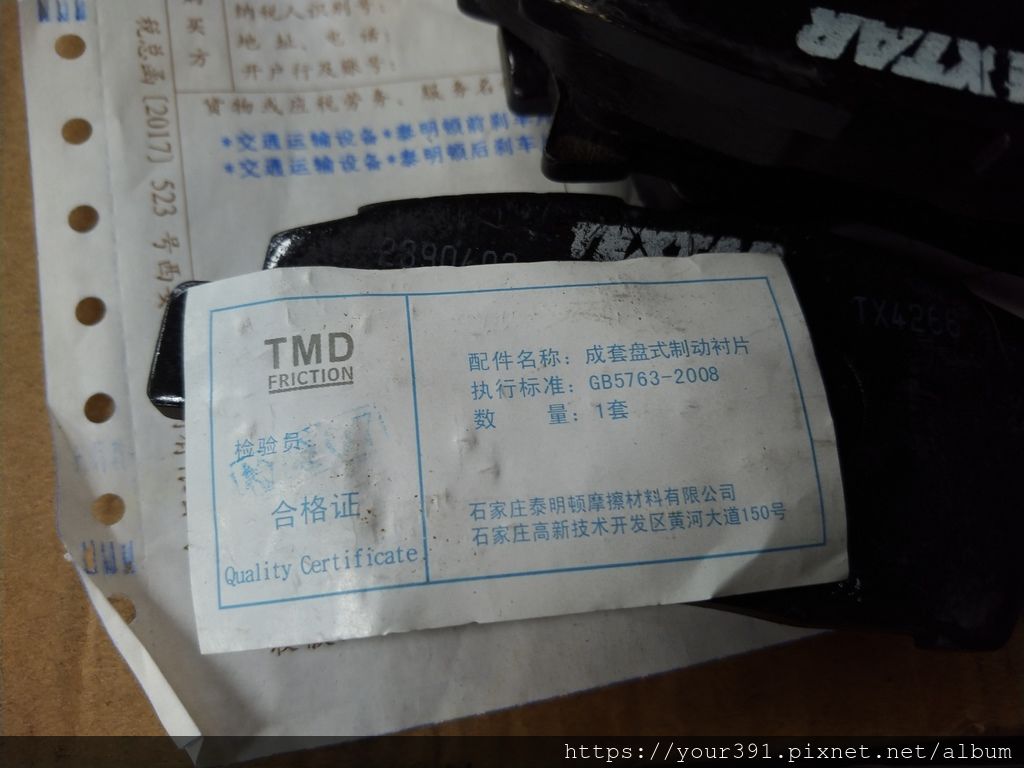 纳税人识别号：
地址、电话：
开户行及账号：
购买方
货物或应税劳务、服务名
*交通运输设备*泰明顿前刹车
*交通运输设备*泰明顿后刹车
税总函［2017］523号西
TMD
FRICTION
检验员
合格证
Quality Certificate
配件名称：成套盘式制动衬片
执行标准：GB5763-2008
数　　量：1套
石家庄泰明顿摩擦材料有限公司
石家庄高新技术开发区黄河大道150号
https://your391.pixnet.net/album